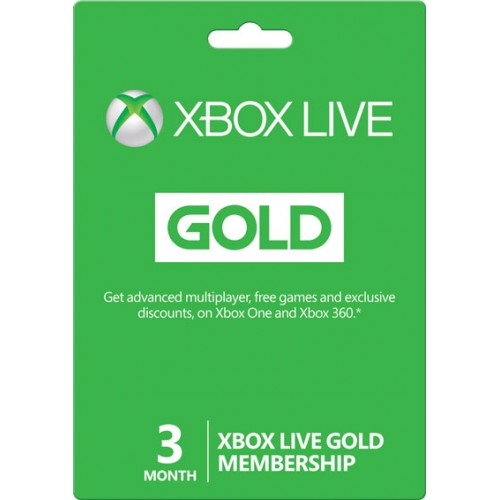 XBOX LIVE
GOLD
Get advanced multiplayer, free games and exclusive
discounts, on Xbox One and Xbox 360.*
3
MONTH
XBOX LIVE GOLD
MEMBERSHIP